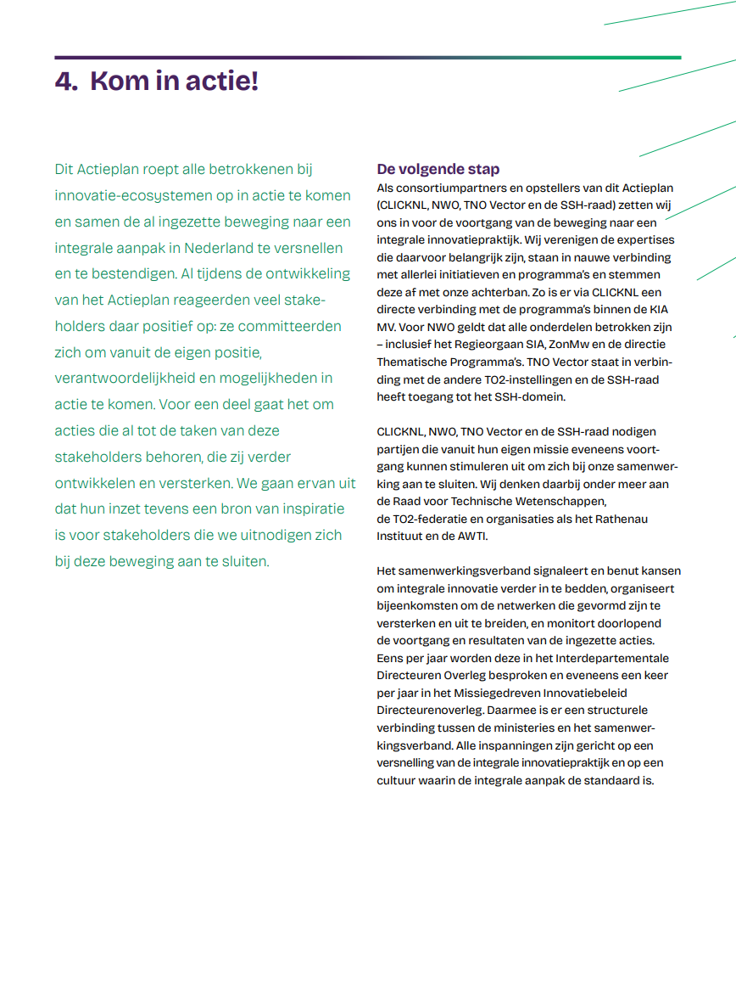 4. Kom in actie!
Dit Actieplan roept alle betrokkenen bij
innovatie-ecosystemen op in actie te komen
en samen de al ingezette beweging naar een
integrale aanpak in Nederland te versnellen
en te bestendigen. Al tijdens de ontwikkeling
van het Actieplan reageerden veel stake-
holders daar positief op: ze committeerden
zich om vanuit de eigen positie,
verantwoordelijkheid en mogelijkheden in
actie te komen. Voor een deel gaat het om
acties die al tot de taken van deze
stakeholders behoren, die zij verder
ontwikkelen en versterken. We gaan ervan uit
dat hun inzet tevens een bron van inspiratie
is voor stakeholders die we uitnodigen zich
bij deze beweging aan te sluiten.
De volgende stap
Als consortiumpartners en opstellers van dit Actieplan
(CLICKNL, NWO, TNO Vector en de SSH-raad) zetten wij
ons in voor de voortgang van de beweging naar een
integrale innovatiepraktijk. Wij verenigen de expertises
die daarvoor belangrijk zijn, staan in nauwe verbinding
met allerlei initiatieven en programma's en stemmen
deze af met onze achterban. Zo is er via CLICKNL een
directe verbinding met de programma's binnen de KIA
MV. Voor NWO geldt dat alle onderdelen betrokken zijn
– inclusief het Regieorgaan SIA, ZonMw en de directie
Thematische Programma's. TNO Vector staat in verbin-
ding met de andere TO2-instellingen en de SSH-raad
heeft toegang tot het SSH-domein.
CLICKNL, NWO, TNO Vector en de SSH-raad nodigen
partijen die vanuit hun eigen missie eveneens voort-
gang kunnen stimuleren uit om zich bij onze samenwer-
king aan te sluiten. Wij denken daarbij onder meer aan
de Raad voor Technische Wetenschappen,
de TO2-federatie en organisaties als het Rathenau
Instituut en de AWTI.
Het samenwerkingsverband signaleert en benut kansen
om integrale innovatie verder in te bedden, organiseert
bijeenkomsten om de netwerken die gevormd zijn te
versterken en uit te breiden, en monitort doorlopend
de voortgang en resultaten van de ingezette acties.
Eens per jaar worden deze in het Interdepartementale
Directeuren Overleg besproken en eveneens een keer
per jaar in het Missiegedreven Innovatiebeleid
Directeurenoverleg. Daarmee is er een structurele
verbinding tussen de ministeries en het samenwer-
kingsverband. Alle inspanningen zijn gericht op een
versnelling van de integrale innovatiepraktijk en op een
cultuur waarin de integrale aanpak de standaard is.